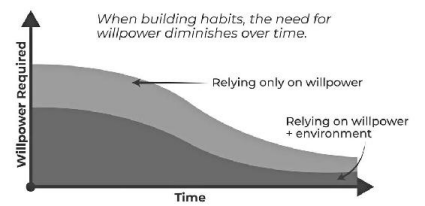 When building habits, the need for
willpower diminishes over time.
Relying only on willpower
Relying on willpower
+ environment
Willpower Required
Time